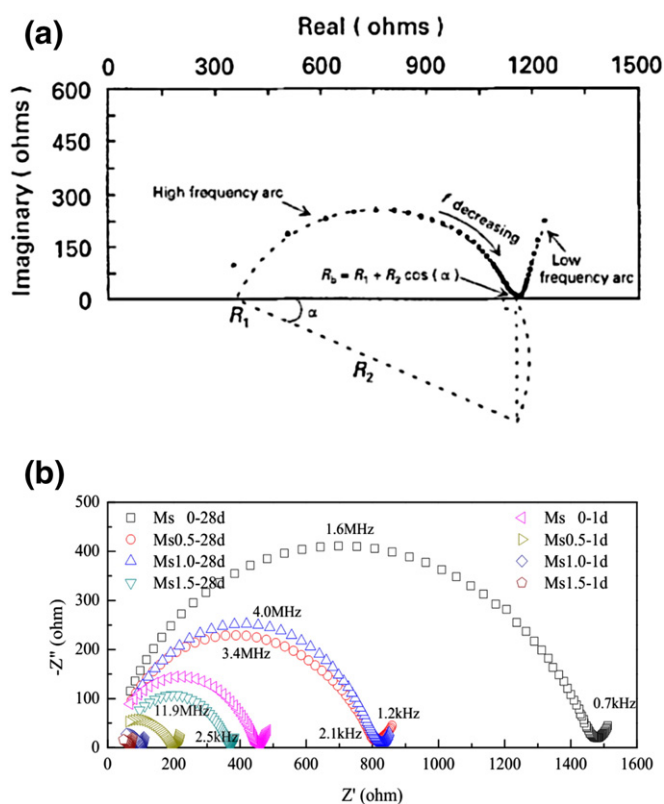 (a)
Real ( ohms )
0 300 600 900 1200 1500
Imaginary ( ohms )
600
450
300
150
0
High frequency arc
f decreasing
Low
frequency arc
Rb = R1 + R2 cos ( α )
R1
α
R2
(b)
-Z'' (ohm)
500
400
300
200
100
0
Ms 0-28d
Ms0.5-28d
Ms1.0-28d
Ms1.5-28d
Ms 0-1d
Ms0.5-1d
Ms1.0-1d
Ms1.5-1d
1.6MHz
4.0MHz
3.4MHz
11.9MHz
2.5kHz
2.1kHz
1.2kHz
0.7kHz
0 200 400 600 800 1000 1200 1400 1600
Z' (ohm)